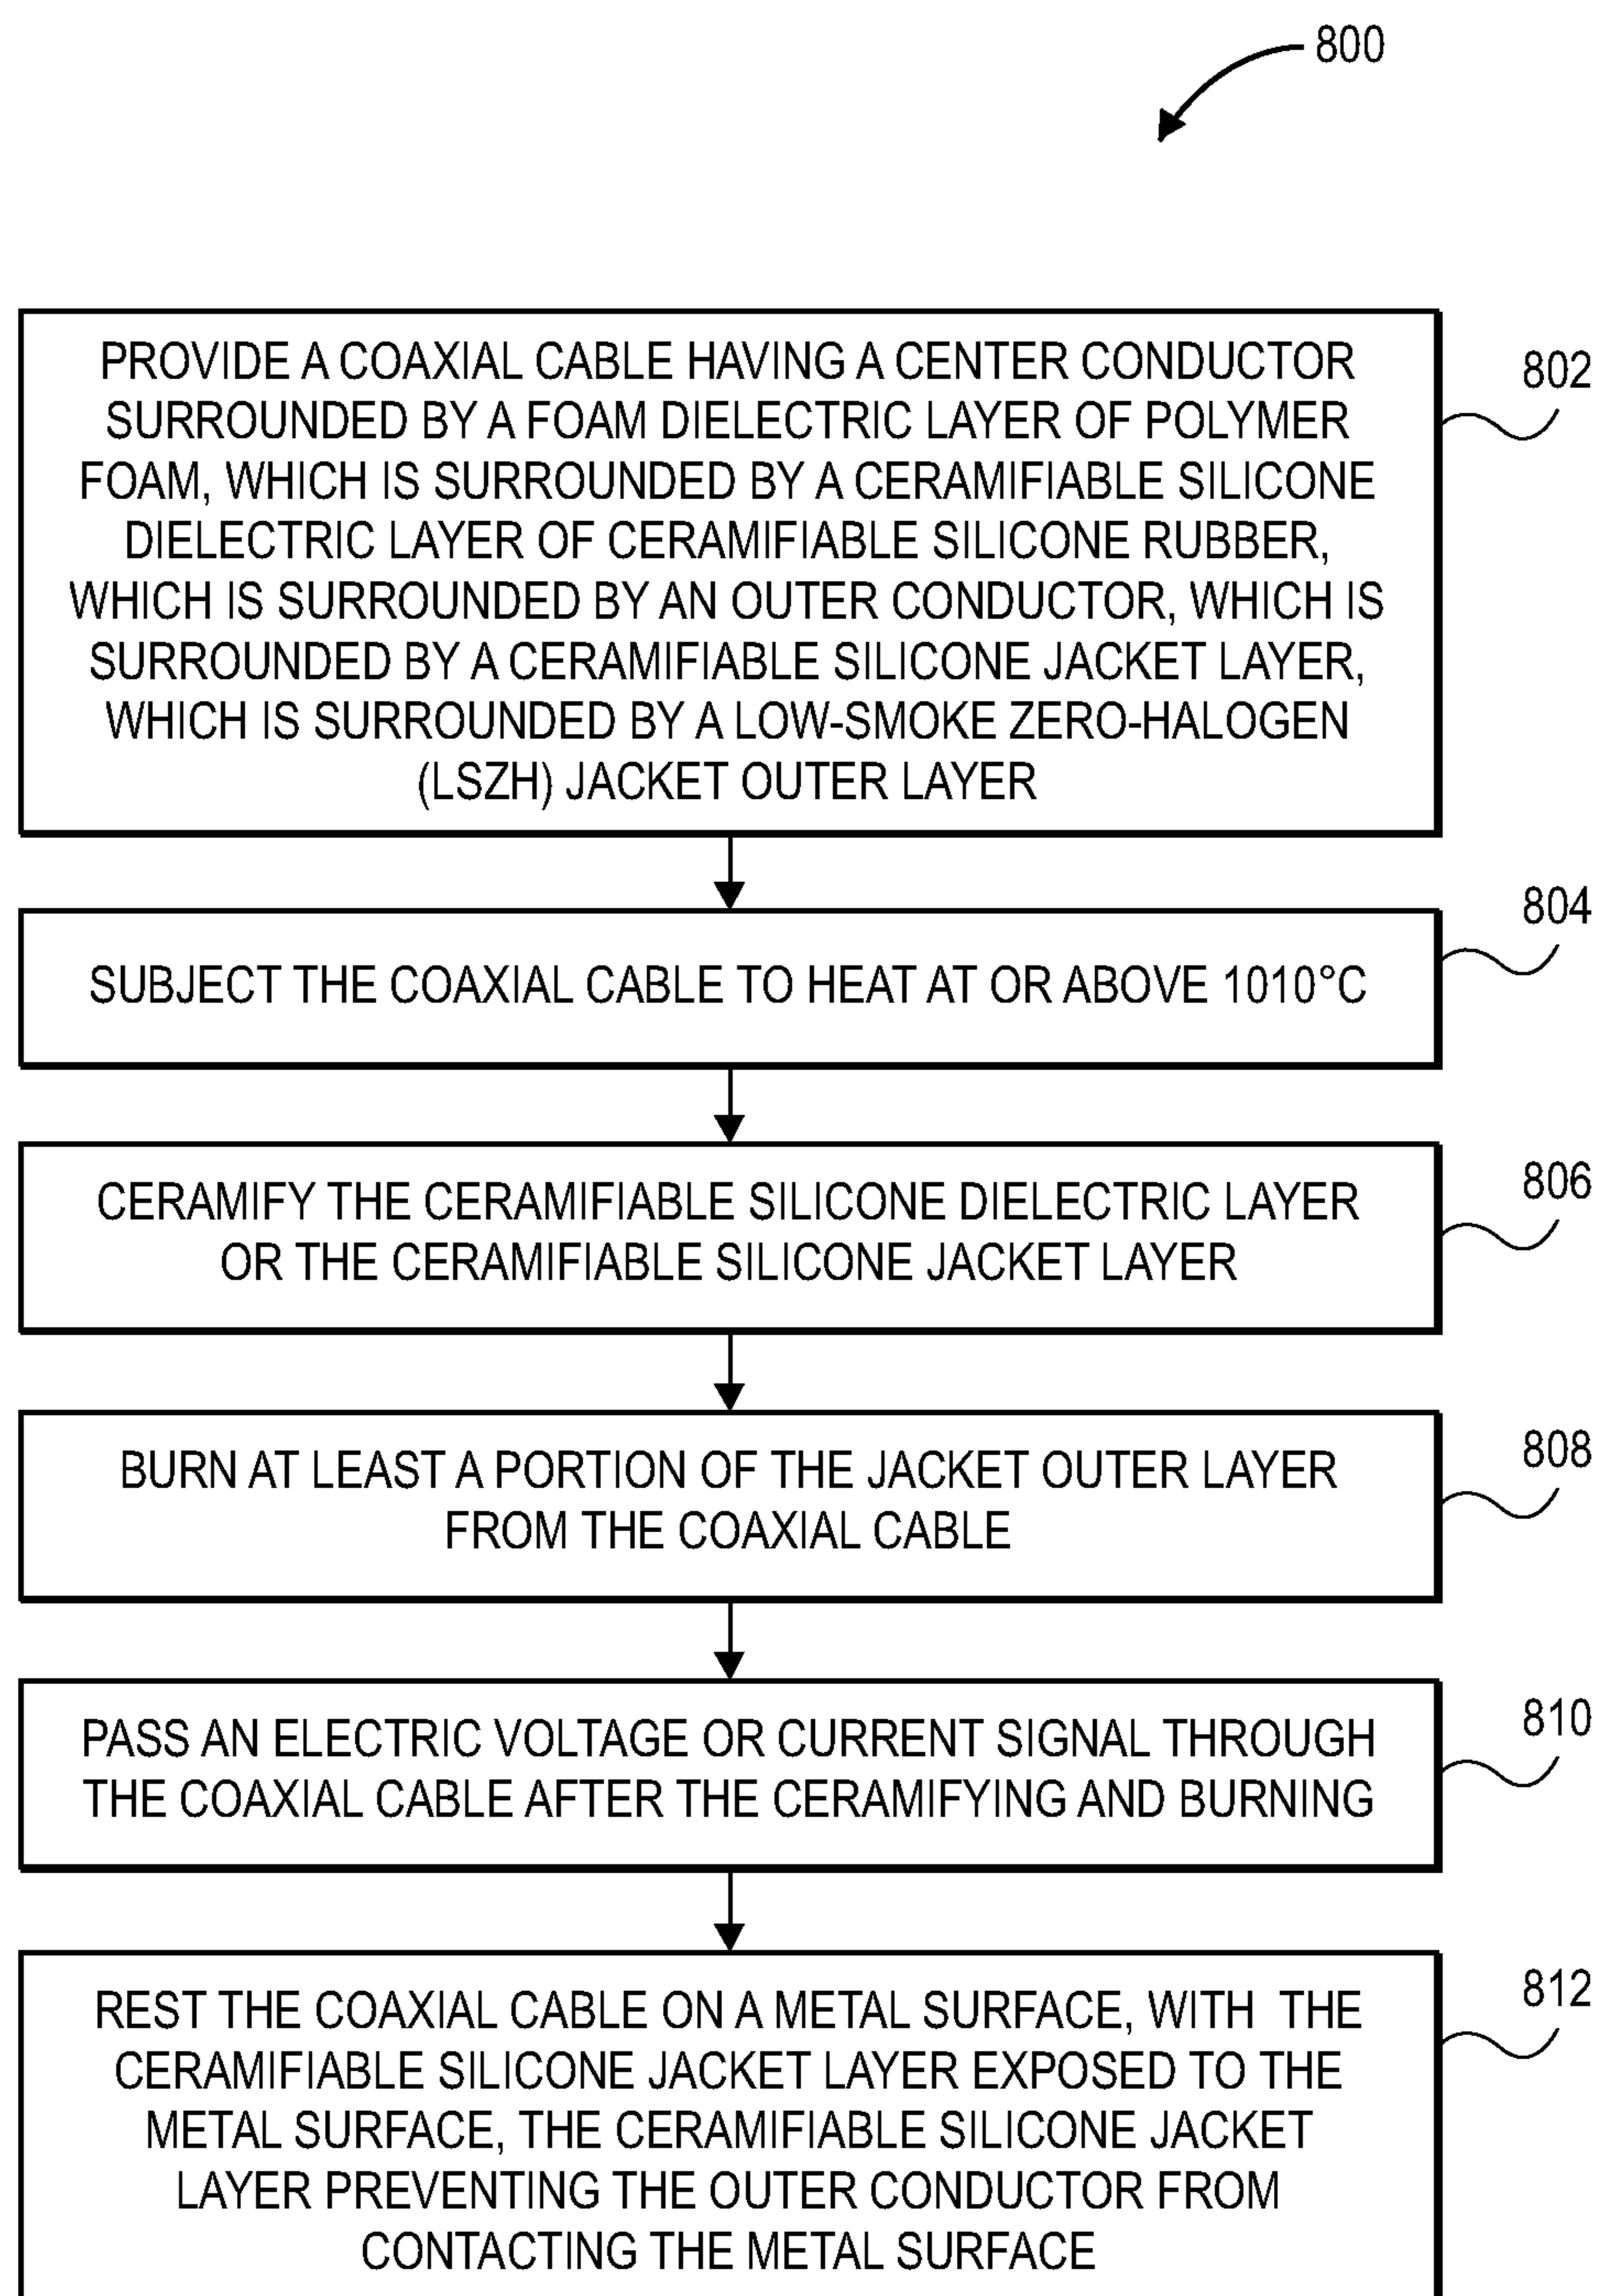 800
PROVIDE A COAXIAL CABLE HAVING A CENTER CONDUCTOR
SURROUNDED BY A FOAM DIELECTRIC LAYER OF POLYMER
FOAM, WHICH IS SURROUNDED BY A CERAMIFIABLE SILICONE
DIELECTRIC LAYER OF CERAMIFIABLE SILICONE RUBBER,
WHICH IS SURROUNDED BY AN OUTER CONDUCTOR, WHICH IS
SURROUNDED BY A CERAMIFIABLE SILICONE JACKET LAYER,
WHICH IS SURROUNDED BY A LOW-SMOKE ZERO-HALOGEN
(LSZH) JACKET OUTER LAYER
802
SUBJECT THE COAXIAL CABLE TO HEAT AT OR ABOVE 1010°C
804
CERAMIFY THE CERAMIFIABLE SILICONE DIELECTRIC LAYER
OR THE CERAMIFIABLE SILICONE JACKET LAYER
806
BURN AT LEAST A PORTION OF THE JACKET OUTER LAYER
FROM THE COAXIAL CABLE
808
PASS AN ELECTRIC VOLTAGE OR CURRENT SIGNAL THROUGH
THE COAXIAL CABLE AFTER THE CERAMIFYING AND BURNING
810
REST THE COAXIAL CABLE ON A METAL SURFACE, WITH THE
CERAMIFIABLE SILICONE JACKET LAYER EXPOSED TO THE
METAL SURFACE, THE CERAMIFIABLE SILICONE JACKET
LAYER PREVENTING THE OUTER CONDUCTOR FROM
CONTACTING THE METAL SURFACE
812